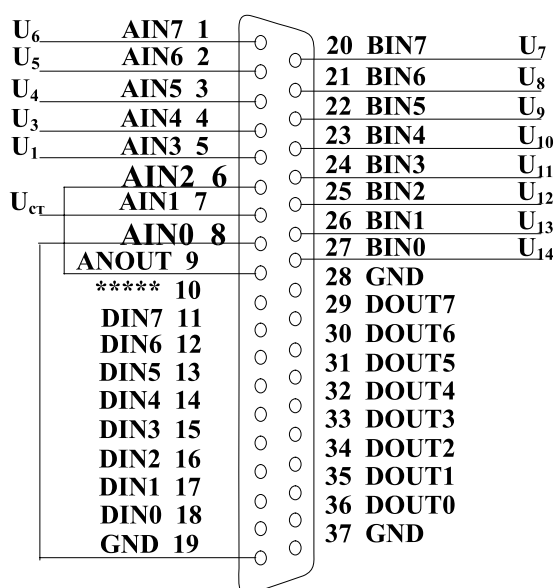 U6 AIN7 1
U5 AIN6 2
U4 AIN5 3
U3 AIN4 4
U1 AIN3 5
AIN2 6
Uст AIN1 7
AIN0 8
ANOUT 9
***** 10
DIN7 11
DIN6 12
DIN5 13
DIN4 14
DIN3 15
DIN2 16
DIN1 17
DIN0 18
GND 19
20 BIN7 U7
21 BIN6 U8
22 BIN5 U9
23 BIN4 U10
24 BIN3 U11
25 BIN2 U12
26 BIN1 U13
27 BIN0 U14
28 GND
29 DOUT7
30 DOUT6
31 DOUT5
32 DOUT4
33 DOUT3
34 DOUT2
35 DOUT1
36 DOUT0
37 GND